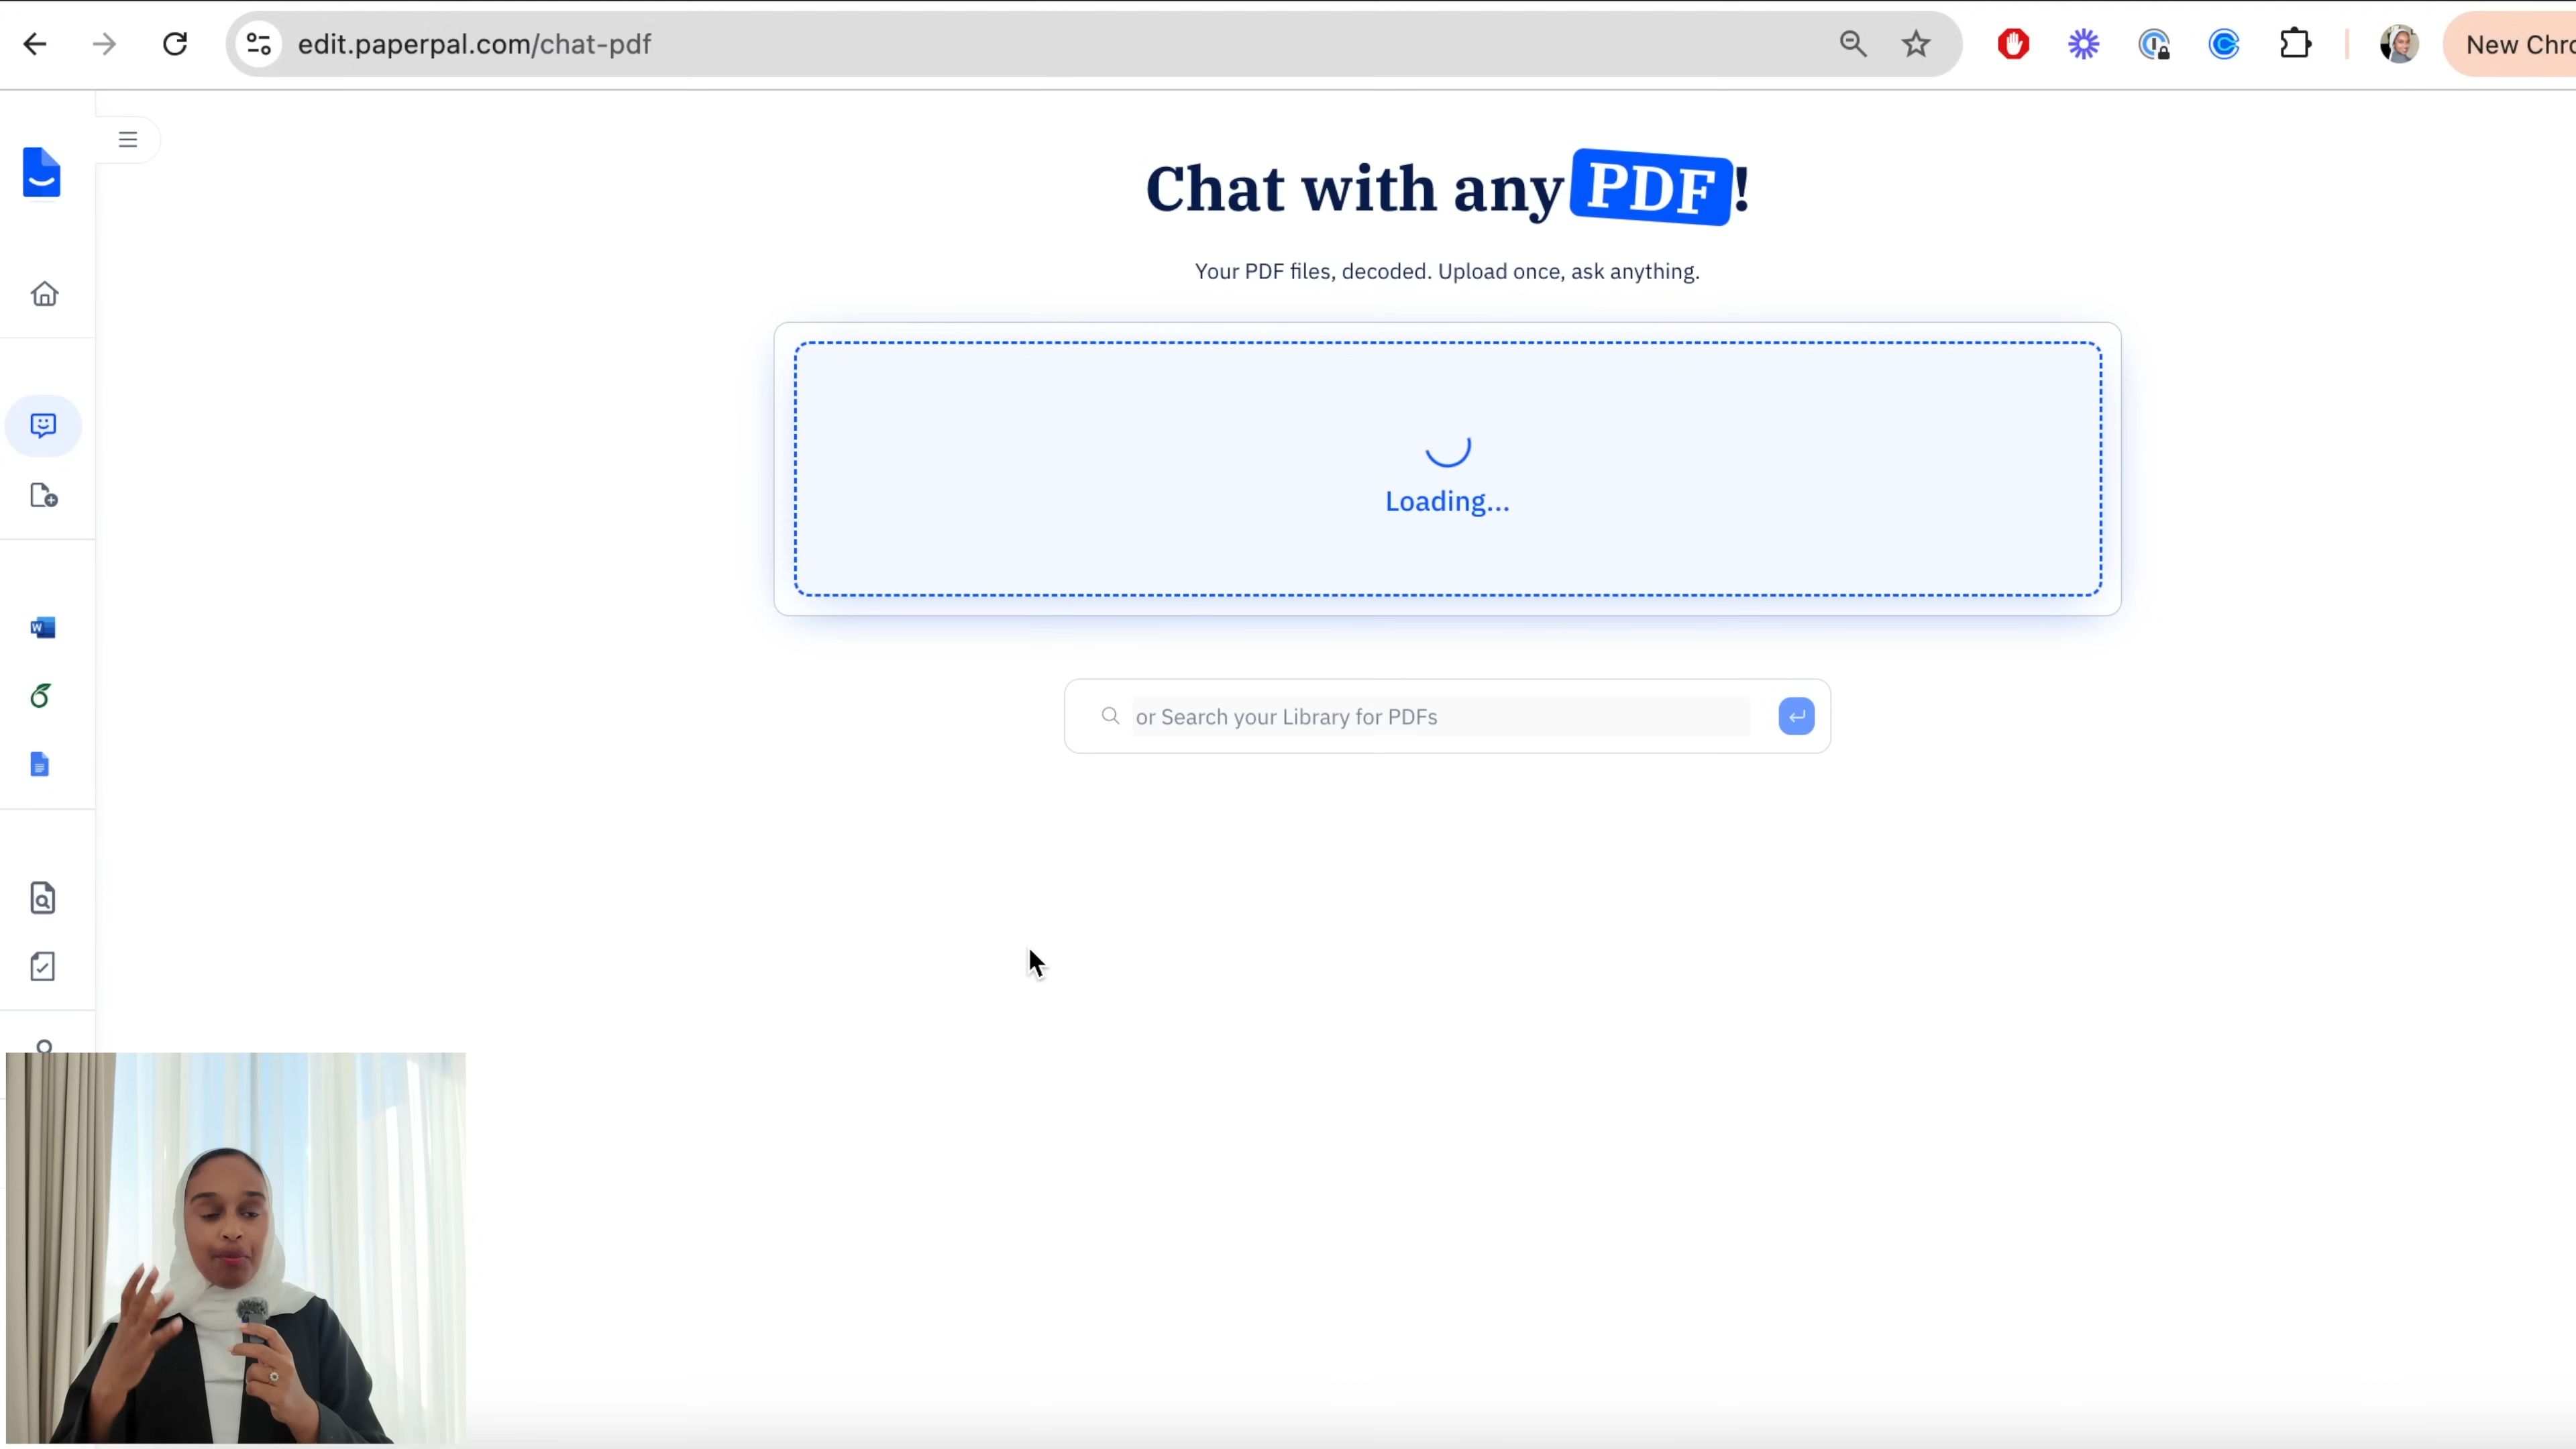 edit.paperpal.com/chat-pdf
New Chro
Chat with any PDF!
Your PDF files, decoded. Upload once, ask anything.
Loading...
or Search your Library for PDFs
W